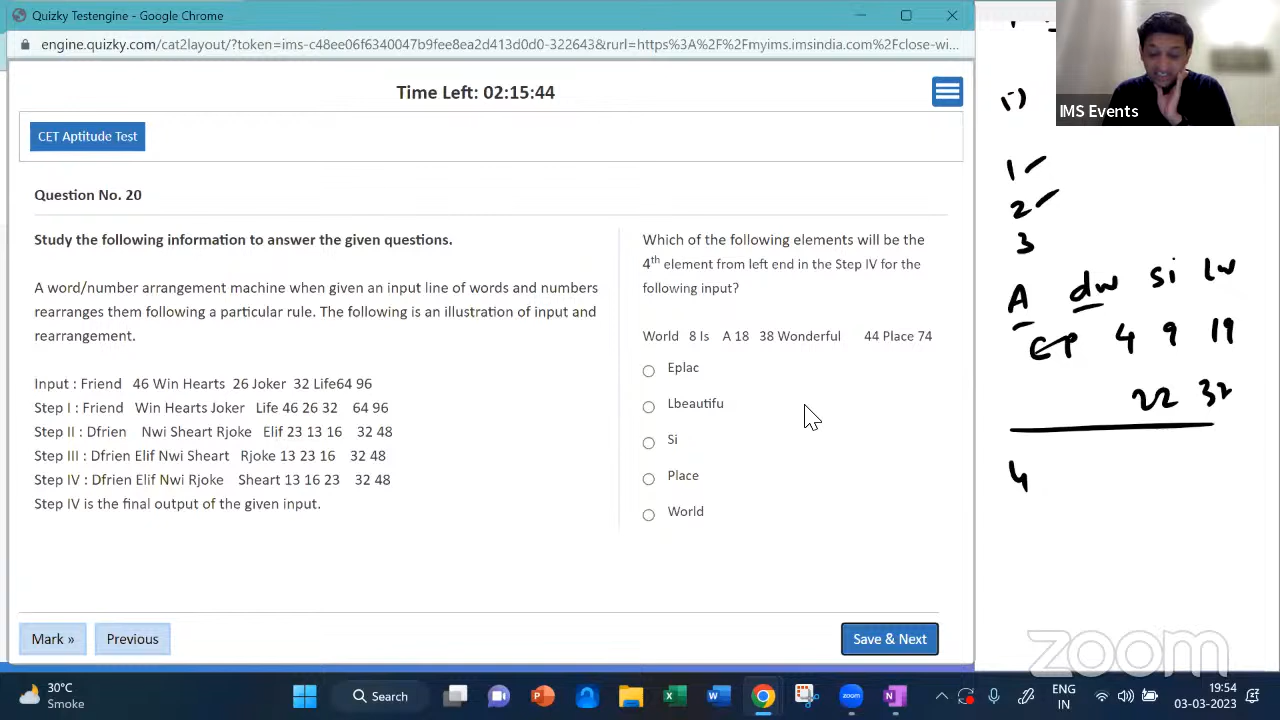 Quizky Testengine - Google Chrome
engine.quizky.com/cat2layout/?token=ims-c48ee06f6340047b9fee8ea2d413d0d0-322643&rurl=https%3A%2F%2Fmyims.imsindia.com%2Fclose-wi...
Time Left: 02:15:44
CET Aptitude Test
Question No. 20
Study the following information to answer the given questions.
A word/number arrangement machine when given an input line of words and numbers
rearranges them following a particular rule. The following is an illustration of input and
rearrangement.
Input : Friend 46 Win Hearts 26 Joker 32 Life64 96
Step I : Friend Win Hearts Joker Life 46 26 32 64 96
Step II : Dfrien Nwi Sheart Rjoke Elif 23 13 16 32 48
Step III : Dfrien Elif Nwi Sheart Rjoke 13 23 16 32 48
Step IV : Dfrien Elif Nwi Rjoke Sheart 13 16 23 32 48
Step IV is the final output of the given input.
Which of the following elements will be the
4th element from left end in the Step IV for the
following input?
World 8 Is A 18 38 Wonderful 44 Place 74
Eplac
Lbeautifu
Si
Place
World
Mark »
Previous
Save & Next
IMS Events
1
2
3
A dw si lw
EP 4 9 19
22 32
4
zoom
30°C
Smoke
Search
ENG
IN
19:54
03-03-2023